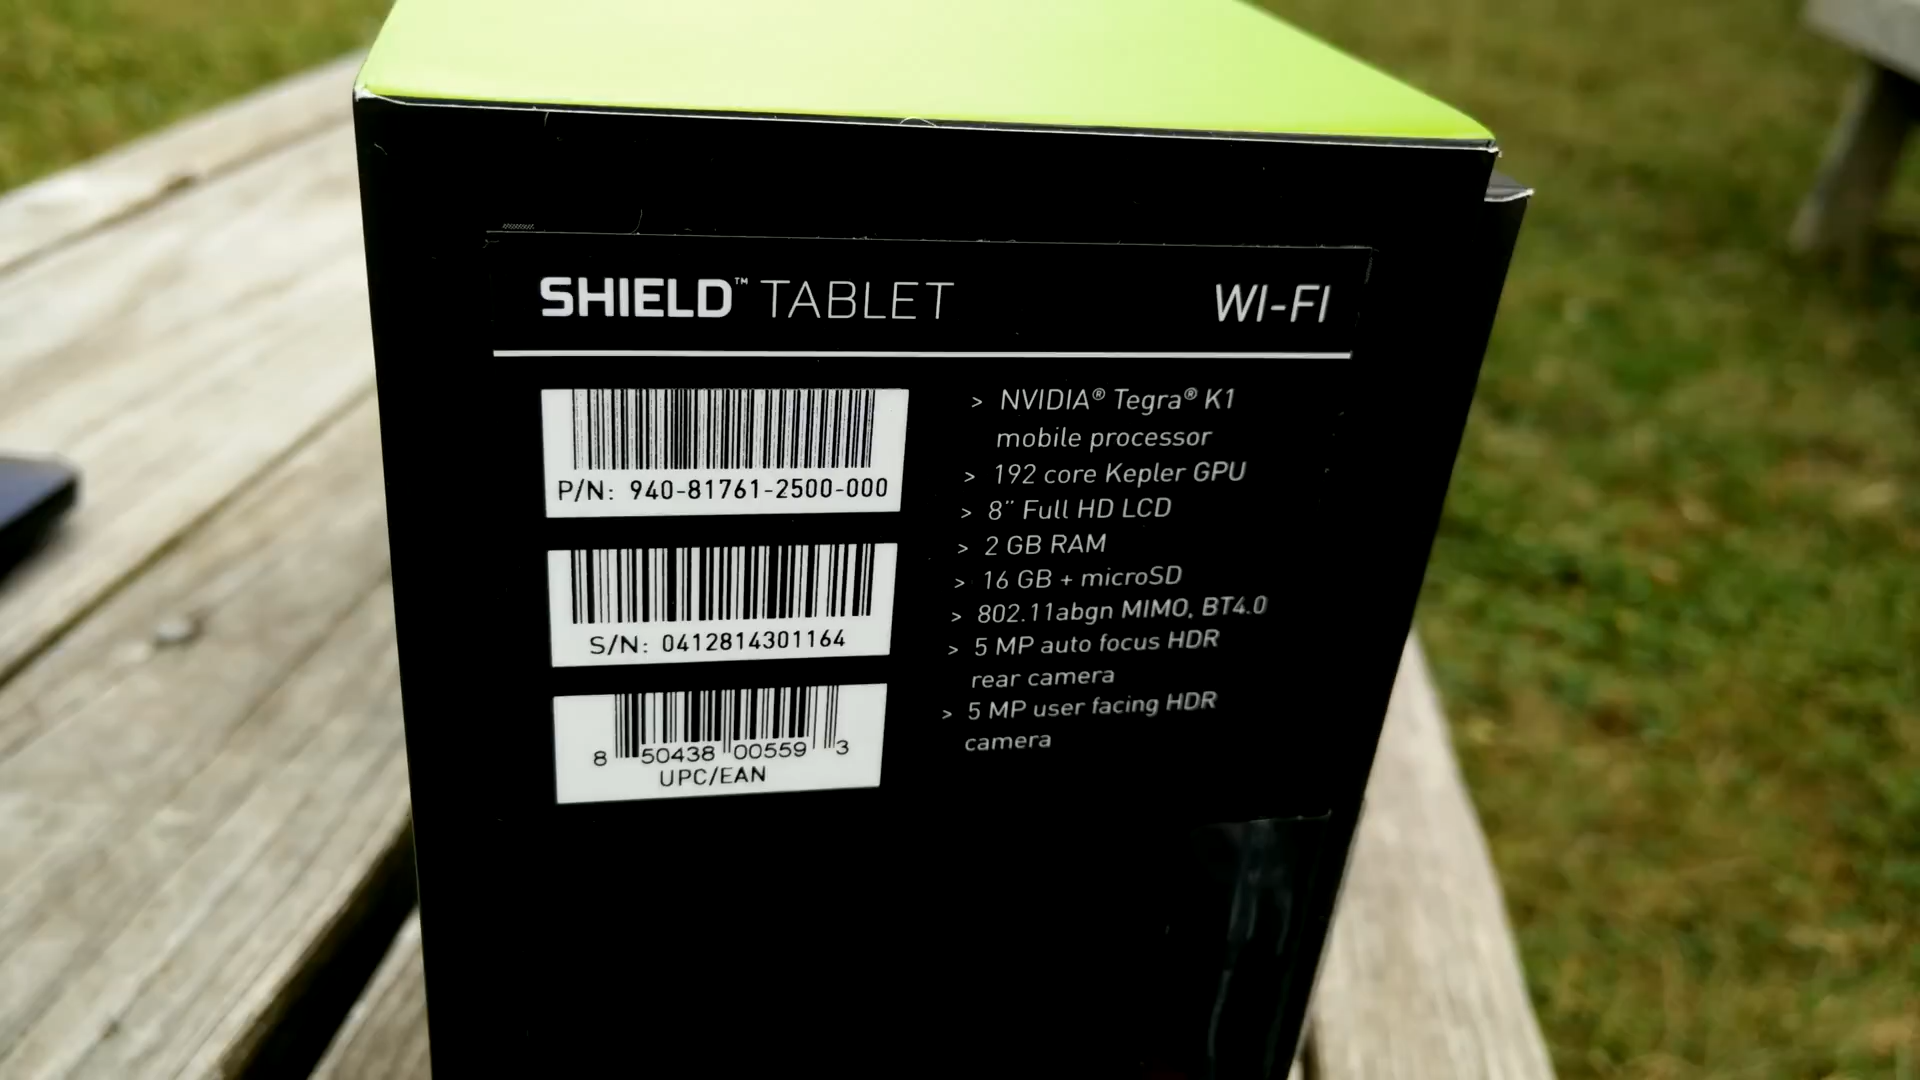 SHIELD™ TABLET WI-FI
P/N: 940-81761-2500-000
S/N: 0412814301164
8 50438 00559 3
UPC/EAN
> NVIDIA® Tegra® K1
mobile processor
> 192 core Kepler GPU
> 8" Full HD LCD
> 2 GB RAM
> 16 GB + microSD
> 802.11abgn MIMO, BT4.0
> 5 MP auto focus HDR
rear camera
> 5 MP user facing HDR
camera